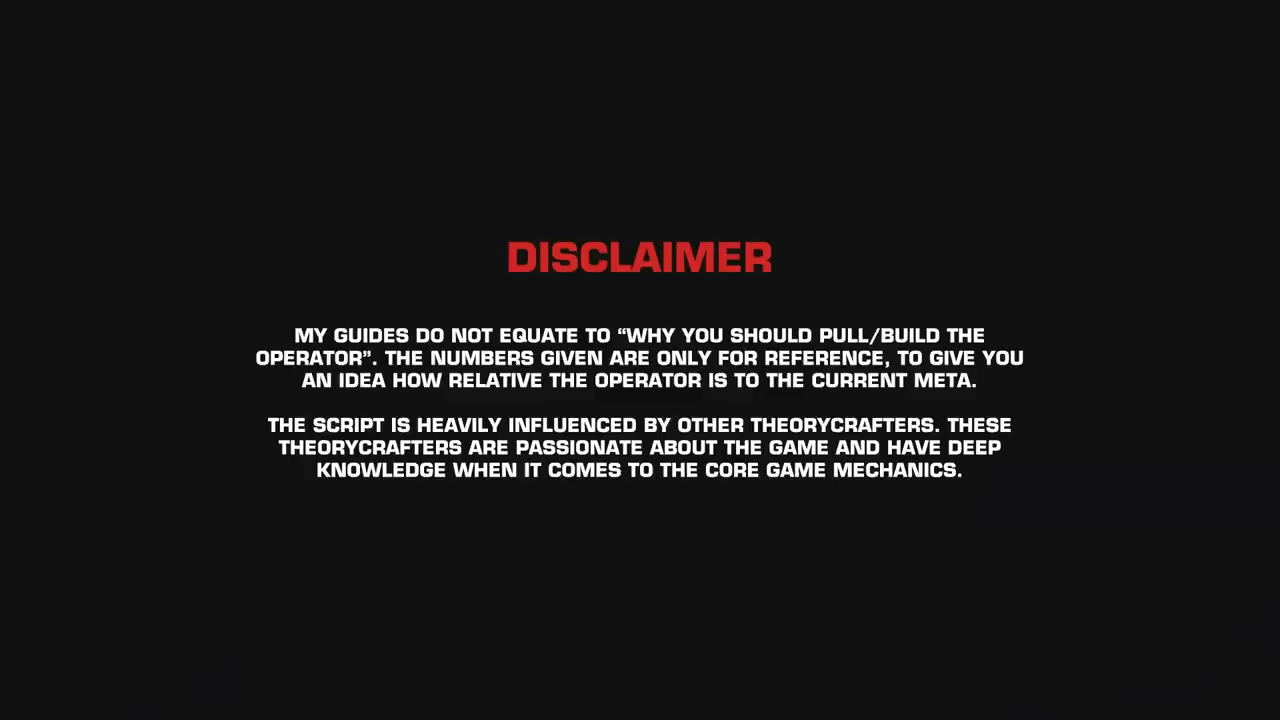 DISCLAIMER
MY GUIDES DO NOT EQUATE TO “WHY YOU SHOULD PULL/BUILD THE
OPERATOR”. THE NUMBERS GIVEN ARE ONLY FOR REFERENCE, TO GIVE YOU
AN IDEA HOW RELATIVE THE OPERATOR IS TO THE CURRENT META.
THE SCRIPT IS HEAVILY INFLUENCED BY OTHER THEORYCRAFTERS. THESE
THEORYCRAFTERS ARE PASSIONATE ABOUT THE GAME AND HAVE DEEP
KNOWLEDGE WHEN IT COMES TO THE CORE GAME MECHANICS.